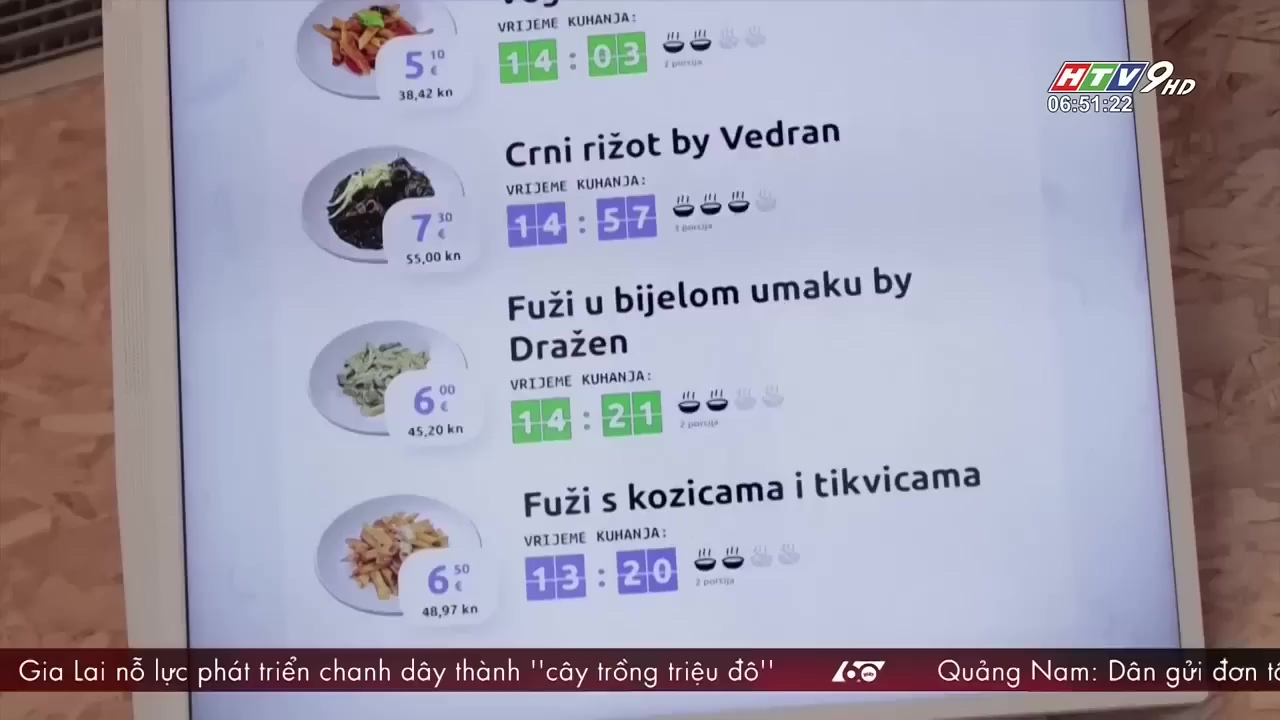 VRIJEME KUHANJA:
14:03
2 porcija
5 10 €
38,42 kn
HTV9HD
06:51:22
Crni rižot by Vedran
VRIJEME KUHANJA:
14:57
3 porcija
7 30 €
55,00 kn
Fuži u bijelom umaku by
Dražen
VRIJEME KUHANJA:
14:21
2 porcija
6 00 €
45,20 kn
Fuži s kozicama i tikvicama
VRIJEME KUHANJA:
13:20
2 porcija
6 50 €
48,97 kn
Gia Lai nỗ lực phát triển chanh dây thành "cây trồng triệu đô" 60 giây Quảng Nam: Dân gửi đơn